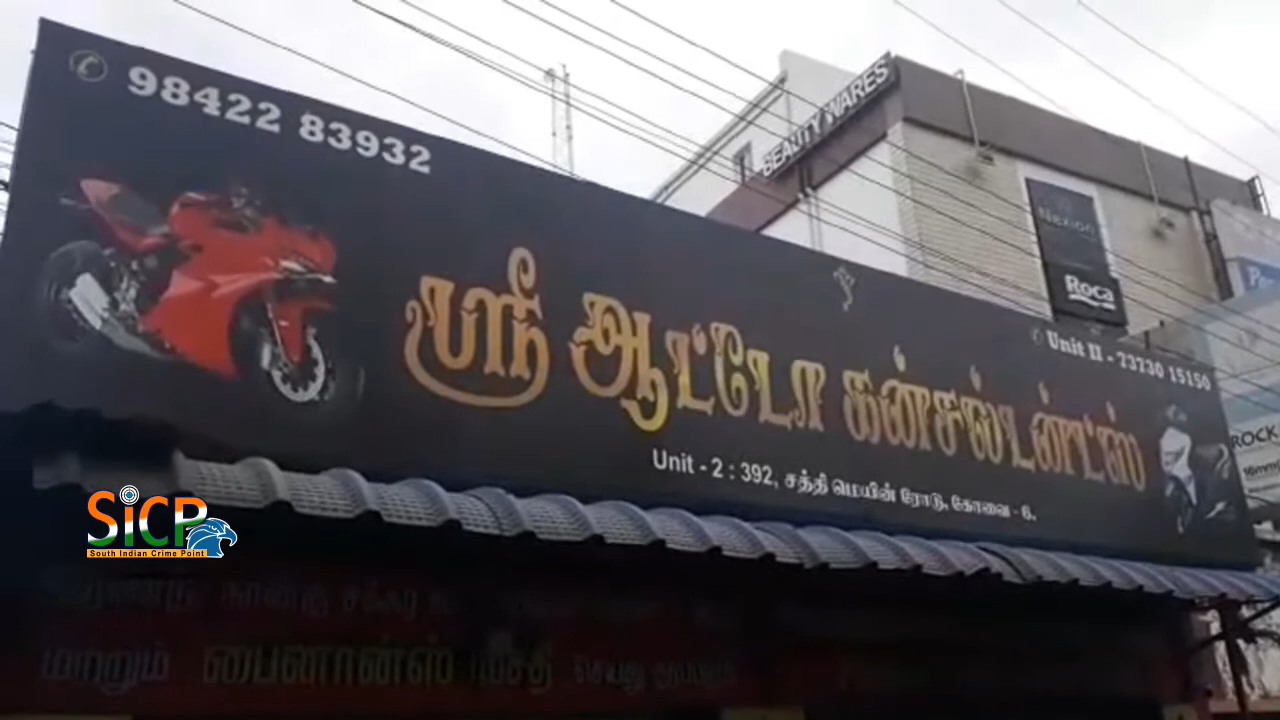 98422 83932
BEAUTY WARES
Nexion
Roca
ஸ்ரீ ஆட்டோ கன்சல்டன்ட்ஸ்
Unit II - 73730 15150
Unit - 2 : 392, சத்தி மெயின் ரோடு, கோவை - 6.
ROCK
SiCP
South Indian Crime Point
மற்றும் பைனான்ஸ் வசதி செய்து